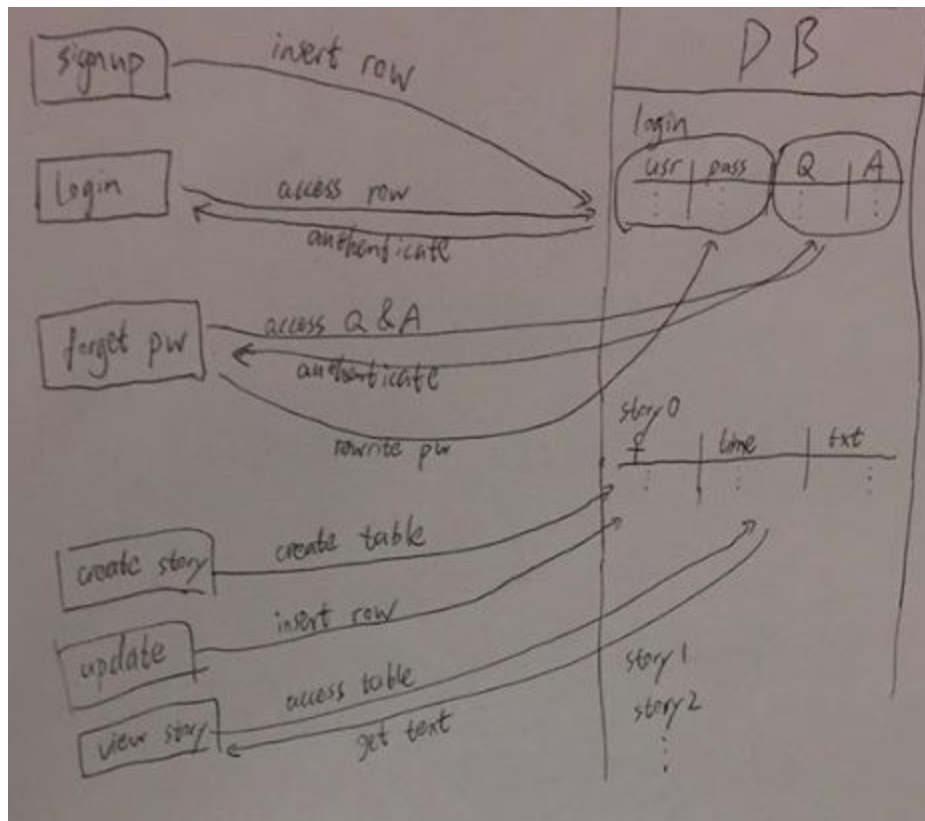 signup
insert row
DB
login
usr pass Q A
Login
access row
authenticate
forget pw
access Q & A
authenticate
rewrite pw
story 0
time txt
create story
create table
update
insert row
view story
access table
get text
story 1
story 2